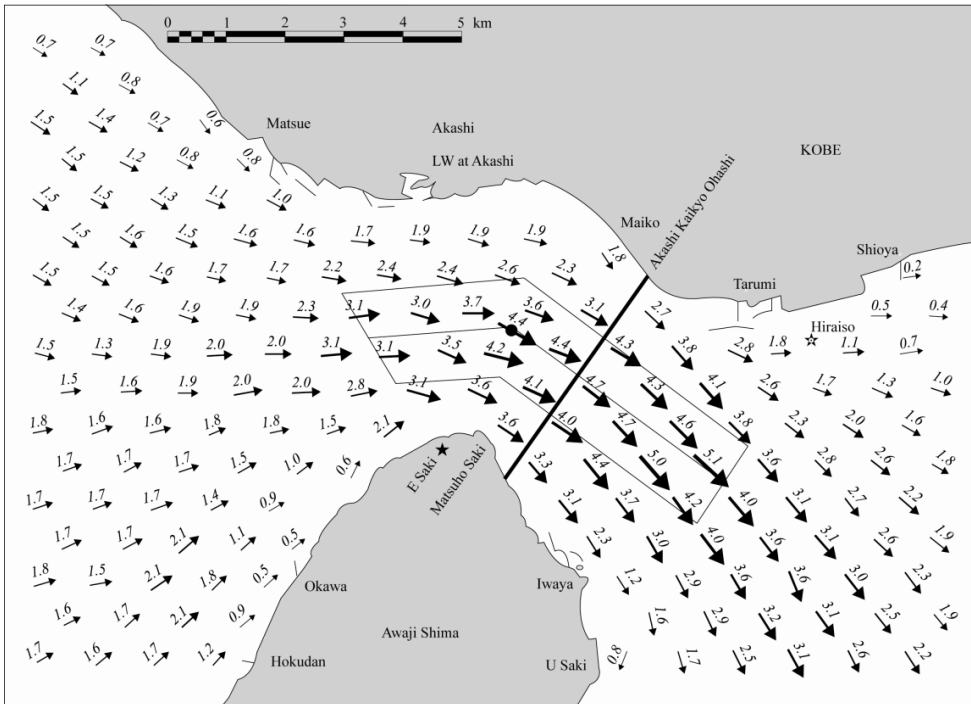 0 1 2 3 4 5 km
0.7 0.7
1.1 0.8
1.5 1.4 0.7 0.6
Matsue
Akashi
LW at Akashi
KOBE
1.5 1.2 0.8 0.8
1.5 1.5 1.3 1.1 1.0
Maiko
Akashi Kaikyo Ohashi
1.5 1.6 1.5 1.6 1.6 1.7 1.9 1.9 1.9
1.8
Shioya
1.5 1.5 1.6 1.7 1.7 2.2 2.4 2.4 2.6 2.3
0.2
Tarumi
1.4 1.6 1.9 1.9 2.3 3.1 3.0 3.7 3.6 3.1 2.7
0.5 0.4
4.4
Hiraiso
1.5 1.3 1.9 2.0 2.0 3.1 3.1 3.5 4.2 4.4 4.3 3.8 2.8 1.8 1.1 0.7
1.5 1.6 1.9 2.0 2.0 2.8 3.1 3.6 4.1 4.7 4.3 4.1 2.6 1.7 1.3 1.0
1.8 1.6 1.6 1.8 1.8 1.5 2.1 3.6 4.0 4.7 4.6 3.8 2.3 2.0 1.6
E Saki
Matsuho Saki
1.7 1.7 1.7 1.5 1.0 0.6 3.3 4.4 5.0 5.1 3.6 2.8 2.6 1.8
1.7 1.7 1.7 1.4 0.9 3.1 3.7 4.2 4.0 3.1 2.7 2.2
1.7 1.7 2.1 1.1 0.5 2.3 3.0 4.0 3.6 3.1 2.6 1.9
1.8 1.5 2.1 1.8 0.5
Okawa
Iwaya
1.2 2.9 3.6 3.6 3.0 2.3
1.6 1.7 2.1 0.9
Awaji Shima
1.6 2.9 3.2 3.1 2.5 1.9
1.7 1.6 1.7 1.2
Hokudan
U Saki
0.8 1.7 2.5 3.1 2.6 2.2